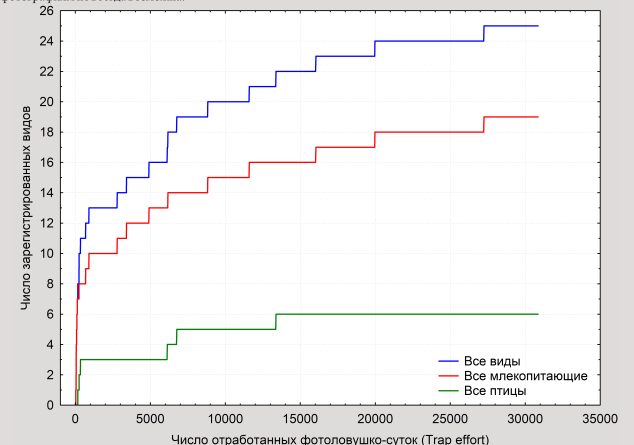 26
24
22
20
18
16
14
12
10
8
6
4
2
0
Число зарегистрированных видов
Все виды
Все млекопитающие
Все птицы
0 5000 10000 15000 20000 25000 30000 35000
Число отработанных фотоловушко-суток (Trap effort)